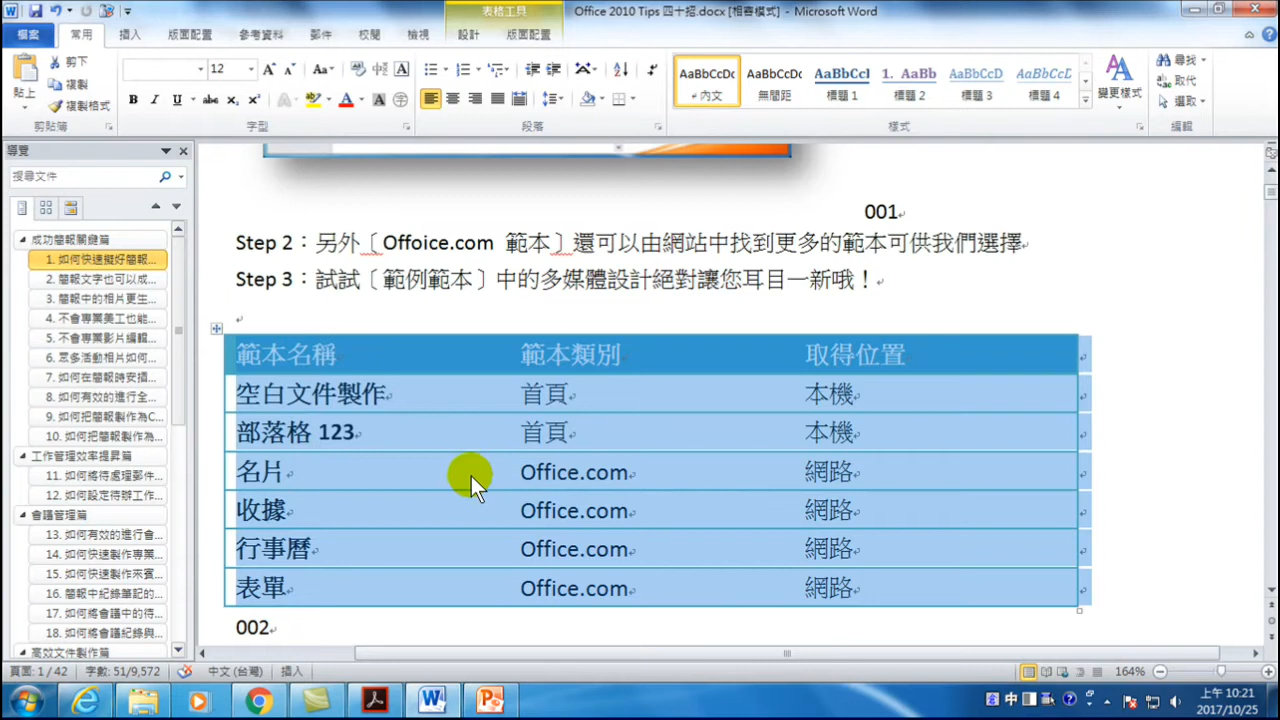 表格工具
Office 2010 Tips 四十招.docx [相容模式] - Microsoft Word
檔案 常用 插入 版面配置 參考資料 郵件 校閱 檢視 設計 版面配置
貼上 剪下 複製 複製格式
12
AaBbCcDc AaBbCcDc AaBbCcl 1. AaBb AaBbCcD AaBbCcL
內文 無間距 標題 1 標題 2 標題 3 標題 4 變更樣式
尋找 取代 選取
剪貼簿 字型 段落 樣式 編輯
導覽
搜尋文件
成功簡報關鍵篇
1. 如何快速擬好簡報...
2. 簡報文字也可以成...
3. 簡報中的相片更生...
4. 不會專業美工也能...
5. 不會專業影片編輯...
6. 眾多活動相片如何...
7. 如何在簡報時安插...
8. 如何有效的進行全...
9. 如何把簡報製作為C...
10. 如何把簡報製作為...
工作管理效率提昇篇
11. 如何將待處理郵件...
12. 如何設定待辦工作...
會議管理篇
13. 如何有效的進行會...
14. 如何快速製作專業...
15. 如何快速製作來賓...
16. 簡報中紀錄筆記的...
17. 如何將會議中的待...
18. 如何將會議紀錄與...
高效文件製作篇
001
Step 2：另外〔Offoice.com 範本〕還可以由網站中找到更多的範本可供我們選擇
Step 3：試試〔範例範本〕中的多媒體設計絕對讓您耳目一新哦！
範本名稱 範本類別 取得位置
空白文件製作 首頁 本機
部落格 123 首頁 本機
名片 Office.com 網路
收據 Office.com 網路
行事曆 Office.com 網路
表單 Office.com 網路
002
頁面: 1 / 42 字數: 51/9,572 中文 (台灣) 插入 164%
中
上午 10:21
2017/10/25